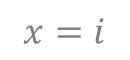 x = i